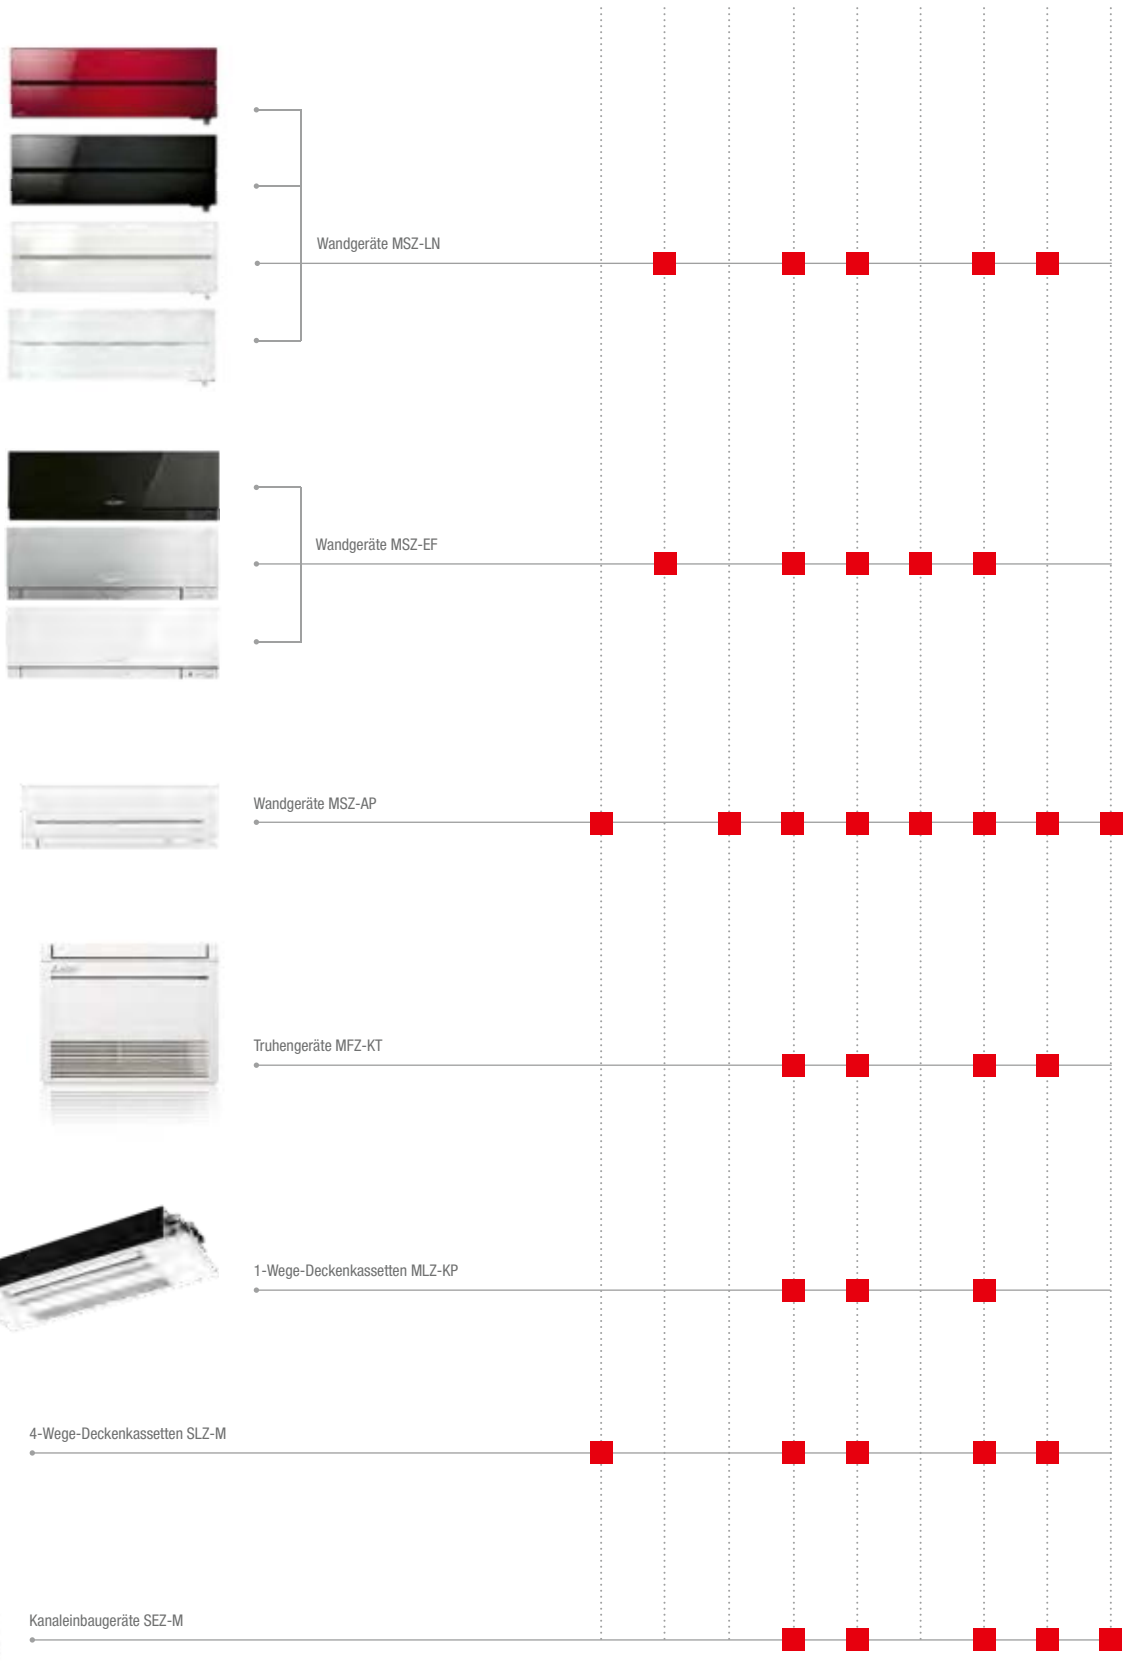 Wandgeräte MSZ-LN
Wandgeräte MSZ-EF
Wandgeräte MSZ-AP
Truhengeräte MFZ-KT
1-Wege-Deckenkassetten MLZ-KP
4-Wege-Deckenkassetten SLZ-M
Kanaleinbaugeräte SEZ-M